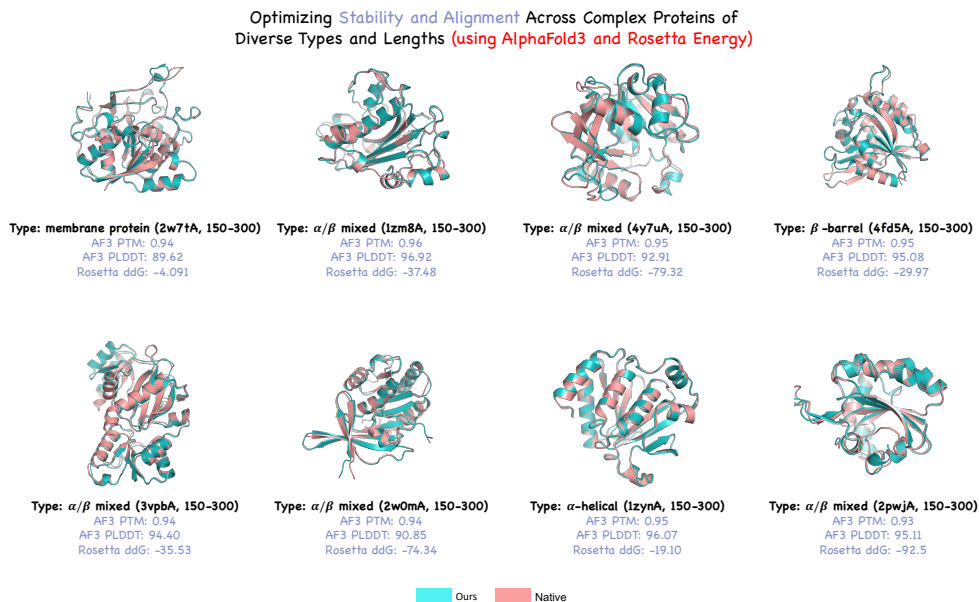 Optimizing Stability and Alignment Across Complex Proteins of
Diverse Types and Lengths (using AlphaFold3 and Rosetta Energy)
Type: membrane protein (2w7tA, 150-300)
AF3 PTM: 0.94
AF3 PLDDT: 89.62
Rosetta ddG: -4.091
Type: α/β mixed (1zm8A, 150-300)
AF3 PTM: 0.96
AF3 PLDDT: 96.92
Rosetta ddG: -37.48
Type: α/β mixed (4y7uA, 150-300)
AF3 PTM: 0.95
AF3 PLDDT: 92.91
Rosetta ddG: -79.32
Type: β -barrel (4fd5A, 150-300)
AF3 PTM: 0.95
AF3 PLDDT: 95.08
Rosetta ddG: -29.97
Type: α/β mixed (3vpbA, 150-300)
AF3 PTM: 0.94
AF3 PLDDT: 94.40
Rosetta ddG: -35.53
Type: α/β mixed (2w0mA, 150-300)
AF3 PTM: 0.94
AF3 PLDDT: 90.85
Rosetta ddG: -74.34
Type: α-helical (1zynA, 150-300)
AF3 PTM: 0.95
AF3 PLDDT: 96.07
Rosetta ddG: -19.10
Type: α/β mixed (2pwjA, 150-300)
AF3 PTM: 0.93
AF3 PLDDT: 95.11
Rosetta ddG: -92.5
Ours
Native